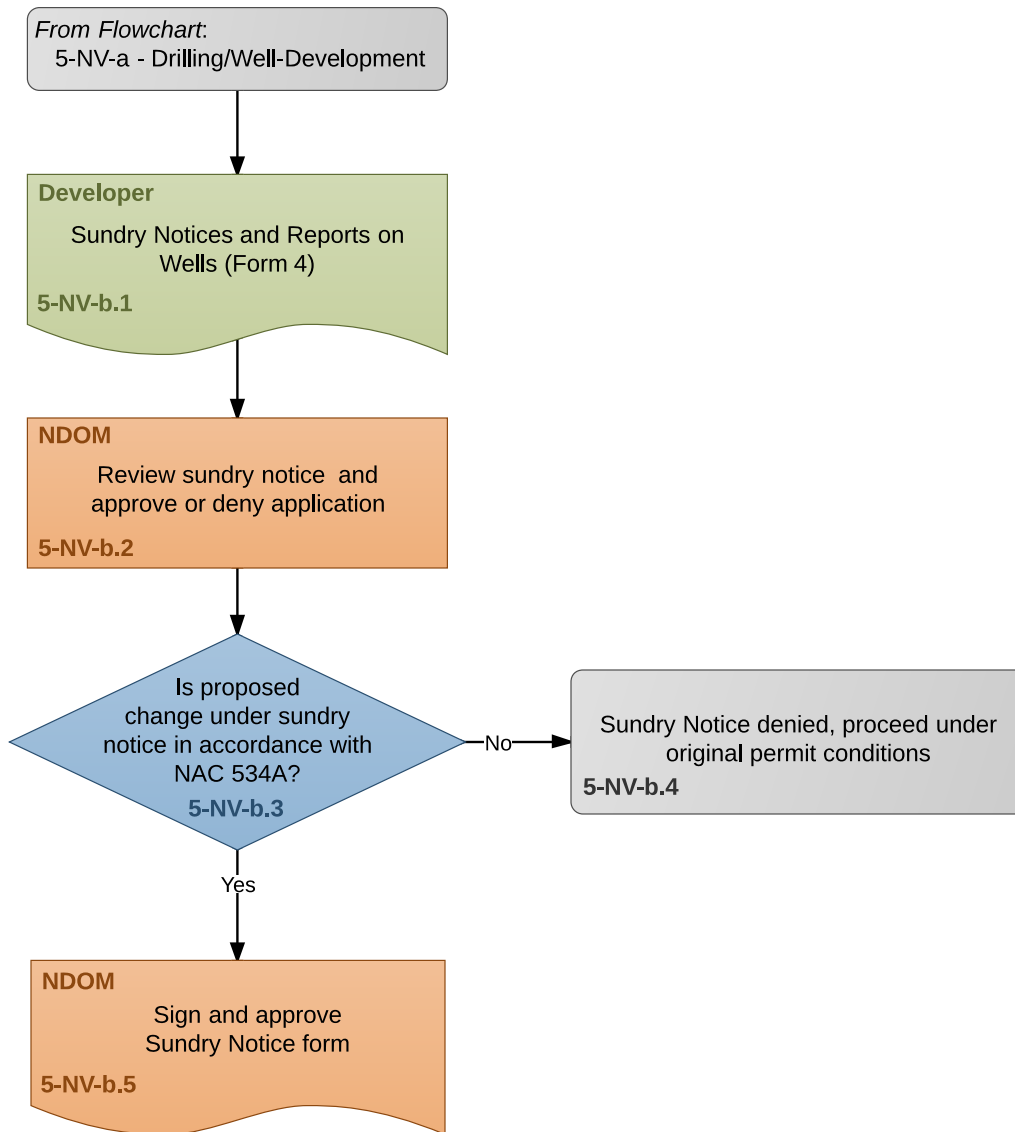 From Flowchart:
5-NV-a - Drilling/Well-Development
Developer
Sundry Notices and Reports on
Wells (Form 4)
5-NV-b.1
NDOM
Review sundry notice and
approve or deny application
5-NV-b.2
Is proposed
change under sundry
notice in accordance with
NAC 534A?
5-NV-b.3
No
Sundry Notice denied, proceed under
original permit conditions
5-NV-b.4
Yes
NDOM
Sign and approve
Sundry Notice form
5-NV-b.5